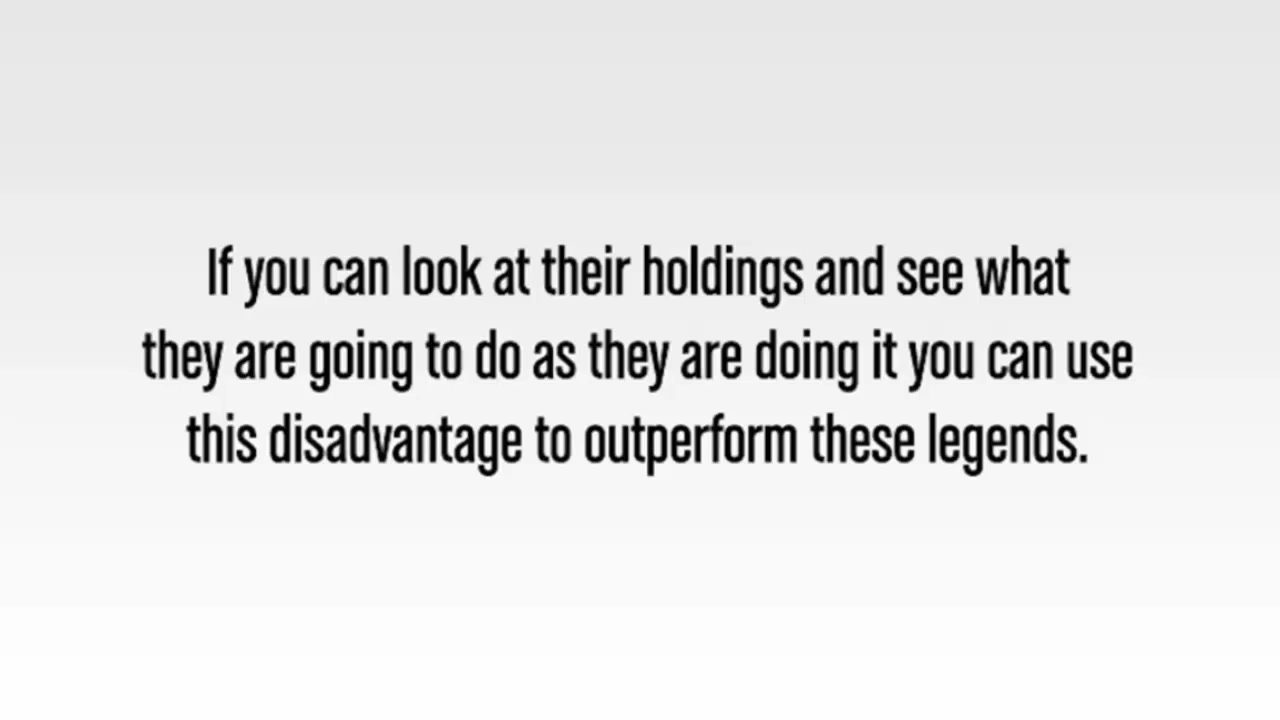 If you can look at their holdings and see what
they are going to do as they are doing it you can use
this disadvantage to outperform these legends.